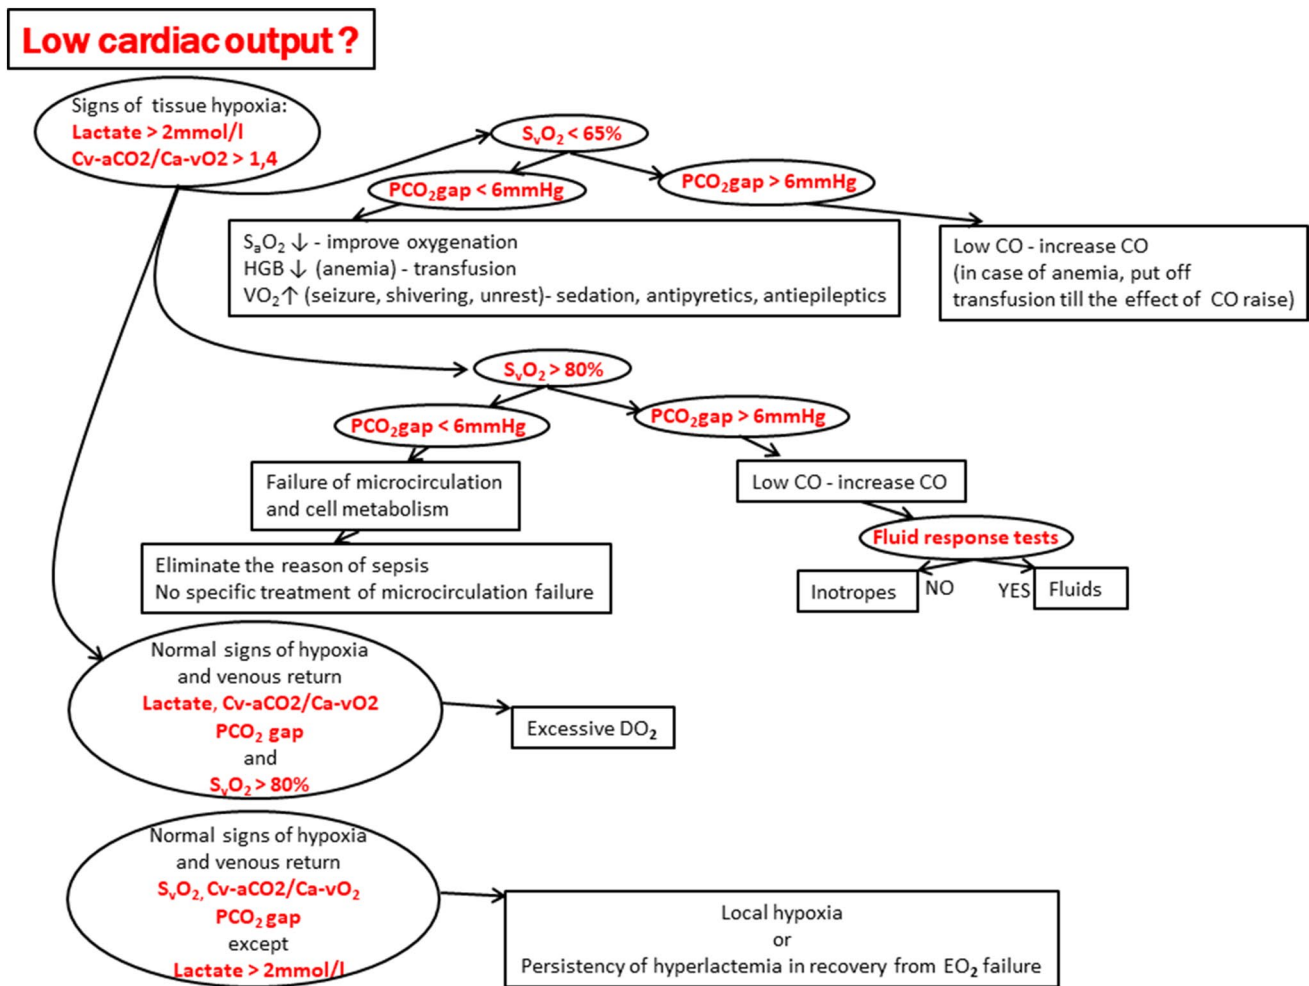 Low cardiac output ?
Signs of tissue hypoxia:
Lactate > 2mmol/l
Cv-aCO2/Ca-vO2 > 1,4
SᵥO₂ < 65%
PCO₂gap < 6mmHg
PCO₂gap > 6mmHg
SₐO₂ ↓ - improve oxygenation
HGB ↓ (anemia) - transfusion
VO₂↑ (seizure, shivering, unrest)- sedation, antipyretics, antiepileptics
Low CO - increase CO
(in case of anemia, put off
transfusion till the effect of CO raise)
SᵥO₂ > 80%
PCO₂gap < 6mmHg
PCO₂gap > 6mmHg
Failure of microcirculation
and cell metabolism
Low CO - increase CO
Eliminate the reason of sepsis
No specific treatment of microcirculation failure
Fluid response tests
Inotropes
NO
YES
Fluids
Normal signs of hypoxia
and venous return
Lactate, Cv-aCO2/Ca-vO2
PCO₂ gap
and
SᵥO₂ > 80%
Excessive DO₂
Normal signs of hypoxia
and venous return
SᵥO₂, Cv-aCO2/Ca-vO₂
PCO₂ gap
except
Lactate > 2mmol/l
Local hypoxia
or
Persistency of hyperlactemia in recovery from EO₂ failure